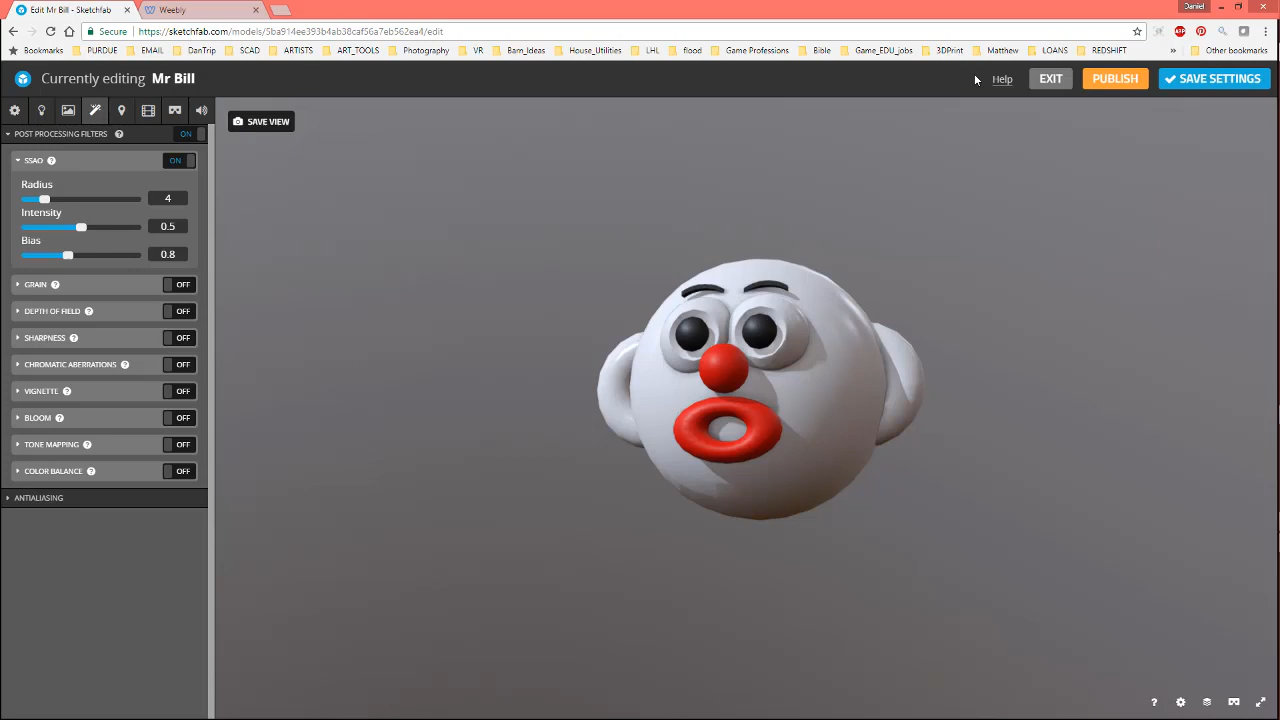 Edit Mr Bill - Sketchfab
Weebly
Daniel
Secure
https://sketchfab.com/models/5ba914ee393b4ab38caf56a7eb562ea4/edit
Bookmarks PURDUE EMAIL DanTrip SCAD ARTISTS ART_TOOLS Photography VR Barn_Ideas House_Utilities LHL flood Game Professions Bible Game_EDU_jobs 3DPrint Matthew LOANS REDSHIFT » Other bookmarks
Currently editing Mr Bill
Help EXIT PUBLISH SAVE SETTINGS
POST PROCESSING FILTERS ? ON
SAVE VIEW
SSAO ? ON
Radius
4
Intensity
0.5
Bias
0.8
GRAIN ? OFF
DEPTH OF FIELD ? OFF
SHARPNESS ? OFF
CHROMATIC ABERRATIONS ? OFF
VIGNETTE ? OFF
BLOOM ? OFF
TONE MAPPING ? OFF
COLOR BALANCE ? OFF
ANTIALIASING
?